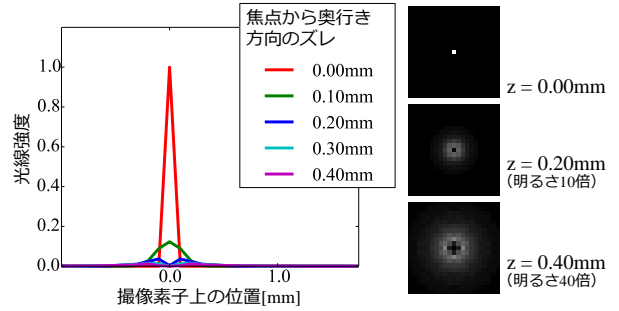 焦点から奥行き
方向のズレ
0.00mm
0.10mm
0.20mm
0.30mm
0.40mm
光線強度
1.0
0.8
0.6
0.4
0.2
0.0
0.0
1.0
撮像素子上の位置[mm]
z = 0.00mm
z = 0.20mm
(明るさ10倍)
z = 0.40mm
(明るさ40倍)